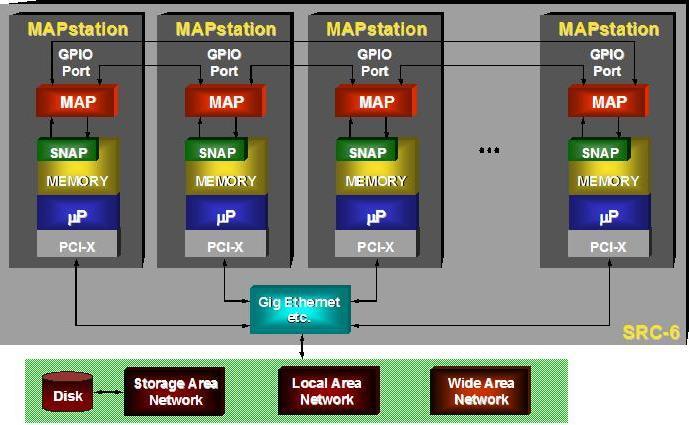 MAPstation MAPstation MAPstation MAPstation
GPIO GPIO GPIO GPIO
Port Port Port Port
MAP MAP MAP MAP
SNAP SNAP SNAP SNAP
MEMORY MEMORY MEMORY MEMORY
µP µP µP µP
PCI-X PCI-X PCI-X PCI-X
...
Gig Ethernet
etc.
SRC-6
Disk
Storage Area
Network
Local Area
Network
Wide Area
Network